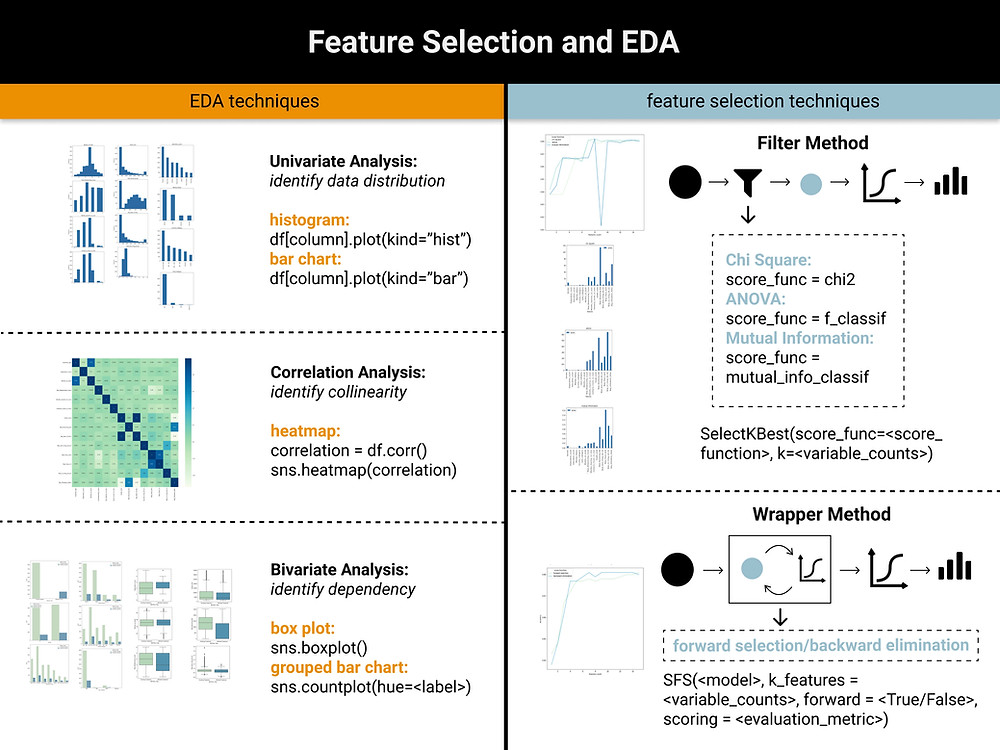 Feature Selection and EDA
EDA techniques
Univariate Analysis:
identify data distribution
histogram:
df[column].plot(kind=”hist”)
bar chart:
df[column].plot(kind=”bar”)
Correlation Analysis:
identify collinearity
heatmap:
correlation = df.corr()
sns.heatmap(correlation)
Bivariate Analysis:
identify dependency
box plot:
sns.boxplot()
grouped bar chart:
sns.countplot(hue=<label>)
feature selection techniques
Filter Method
Chi Square:
score_func = chi2
ANOVA:
score_func = f_classif
Mutual Information:
score_func =
mutual_info_classif
SelectKBest(score_func=<score_
function>, k=<variable_counts>)
Wrapper Method
forward selection/backward elimination
SFS(<model>, k_features =
<variable_counts>, forward = <True/False>,
scoring = <evaluation_metric>)